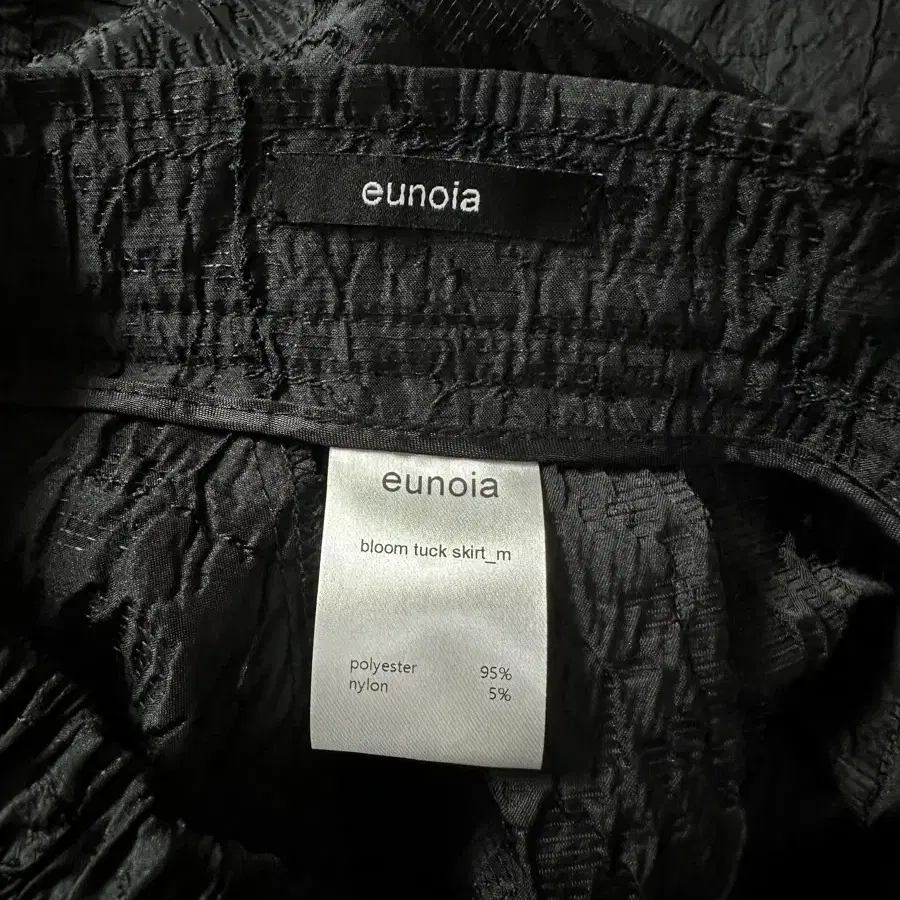 eunoia
eunoia
bloom tuck skirt_m
polyester 95%
nylon 5%